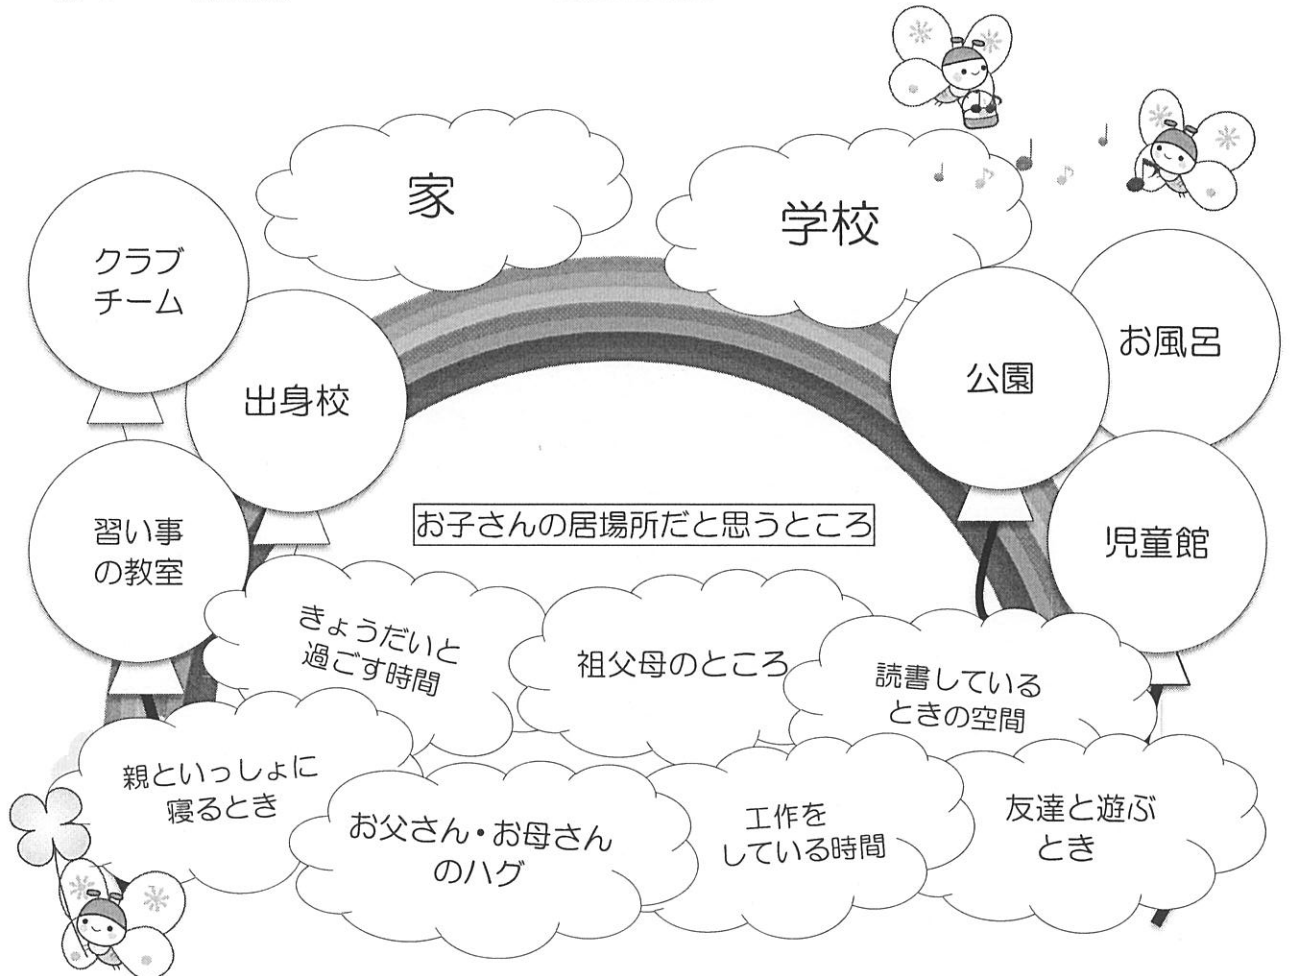 家
学校
クラブ
チーム
出身校
公園
お風呂
習い事
の教室
お子さんの居場所だと思うところ
児童館
きょうだいと
過ごす時間
祖父母のところ
読書している
ときの空間
親といっしょに
寝るとき
お父さん・お母さん
のハグ
工作を
している時間
友達と遊ぶ
とき